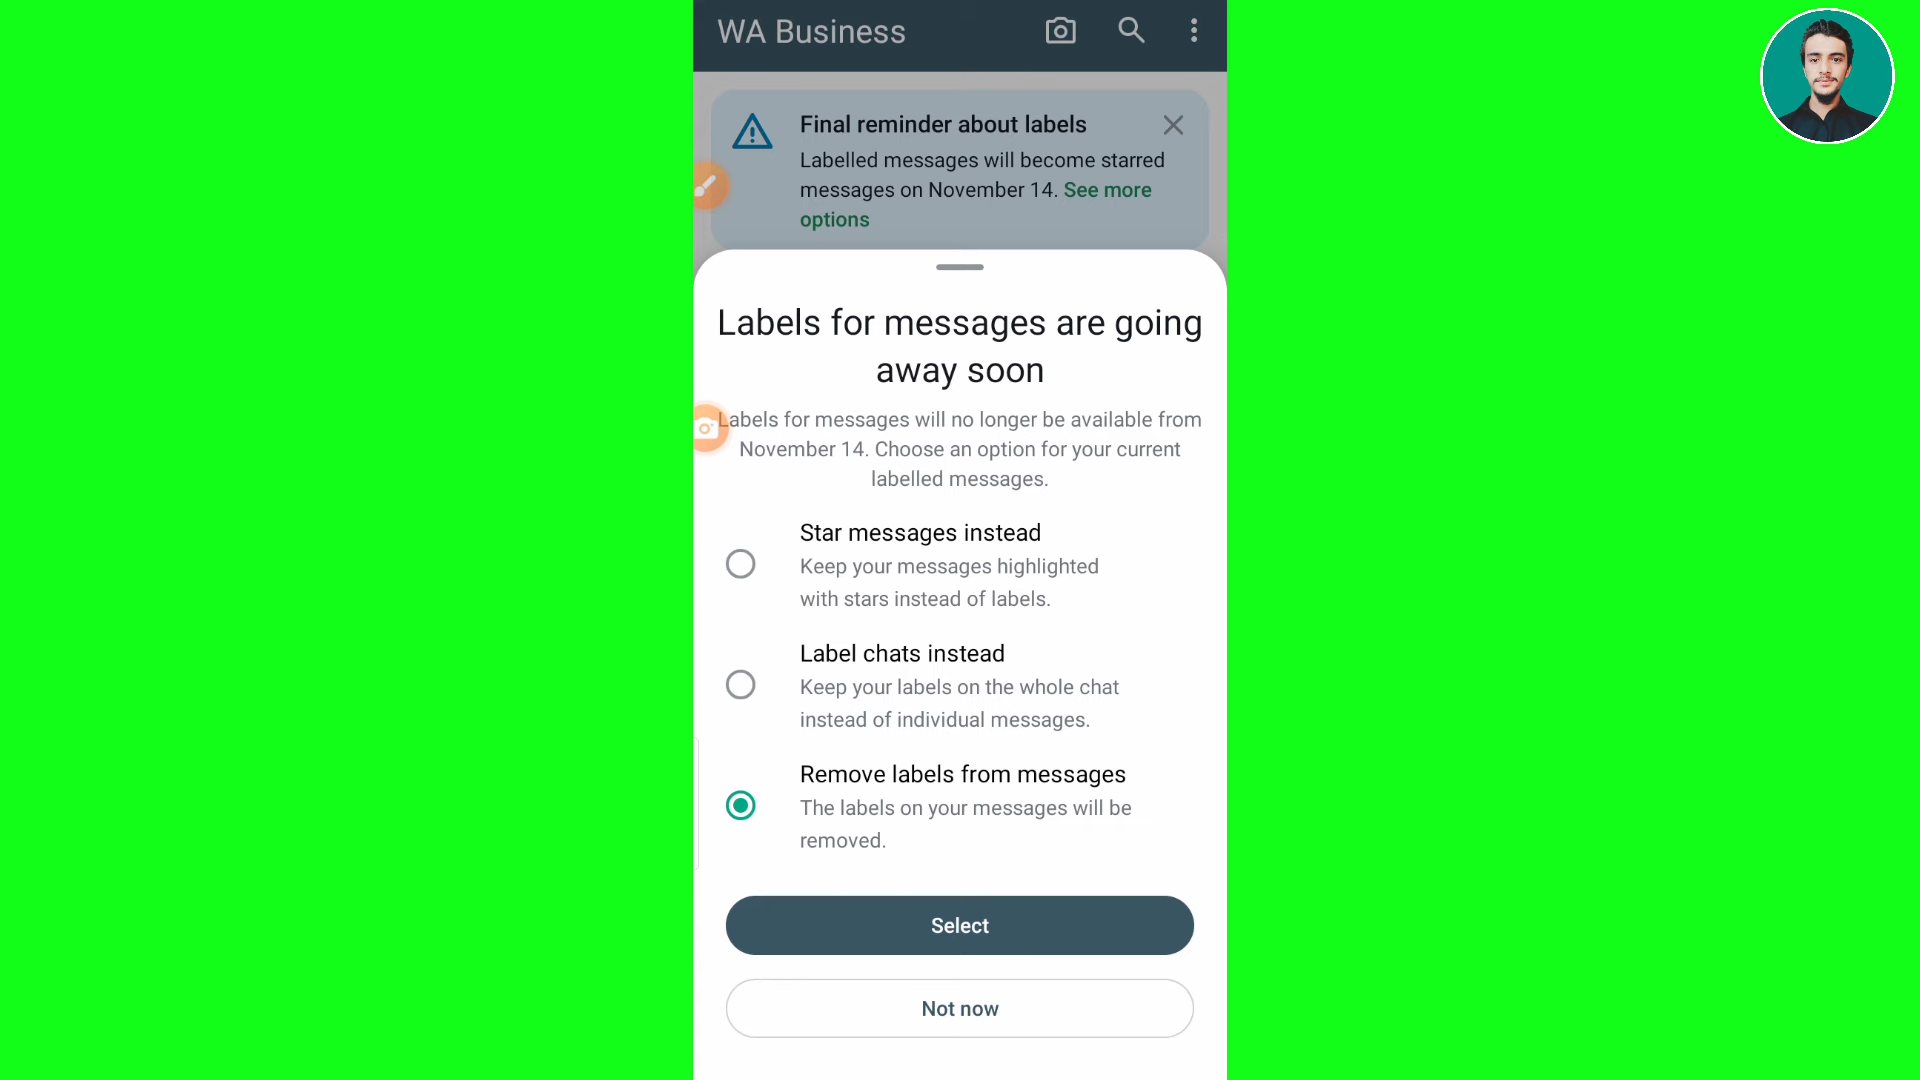 WA Business
Final reminder about labels
Labelled messages will become starred
messages on November 14. See more
options
Labels for messages are going
away soon
Labels for messages will no longer be available from
November 14. Choose an option for your current
labelled messages.
Star messages instead
Keep your messages highlighted
with stars instead of labels.
Label chats instead
Keep your labels on the whole chat
instead of individual messages.
Remove labels from messages
The labels on your messages will be
removed.
Select
Not now